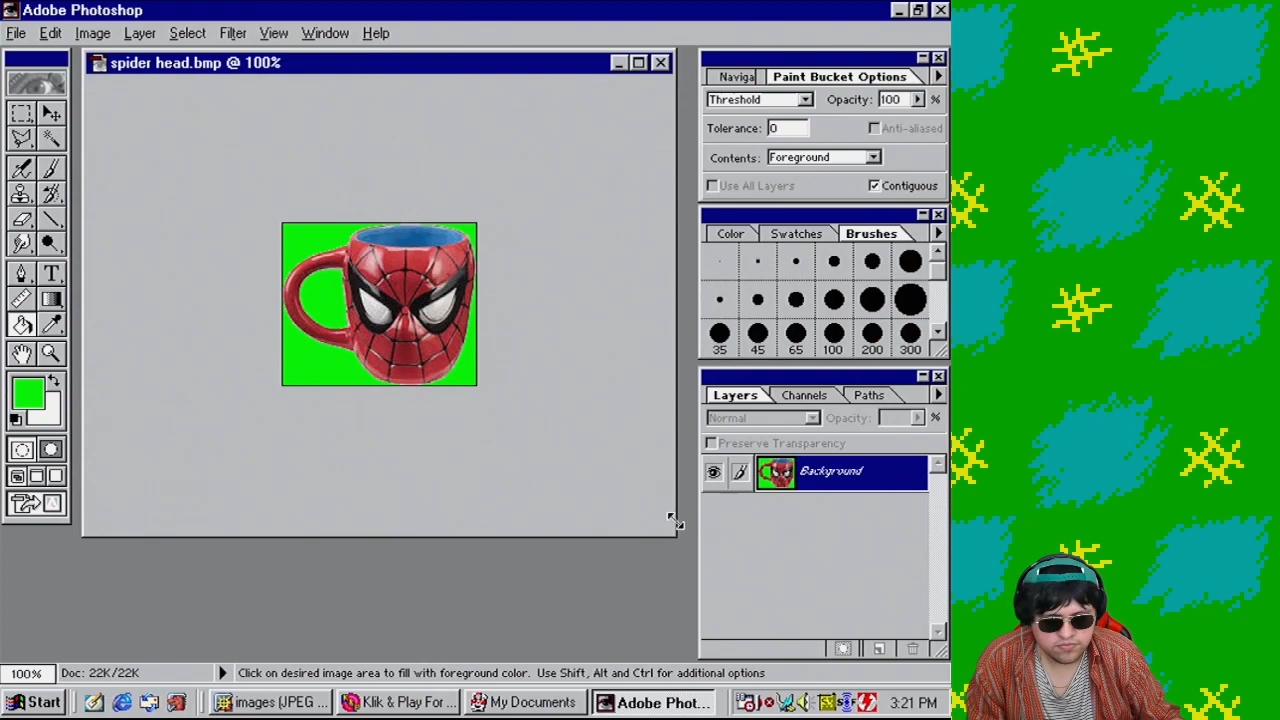 Adobe Photoshop
File Edit Image Layer Select Filter View Window Help
spider head.bmp @ 100%
Naviga Paint Bucket Options
Threshold Opacity: 100 %
Tolerance: 0 Anti-aliased
Contents: Foreground
Use All Layers Contiguous
Color Swatches Brushes
35 45 65 100 200 300
Layers Channels Paths
Normal Opacity: %
Preserve Transparency
Background
100% Doc: 22K/22K Click on desired image area to fill with foreground color. Use Shift, Alt and Ctrl for additional options
Start images (JPEG ... Klik & Play For ... My Documents Adobe Phot... 3:21 PM